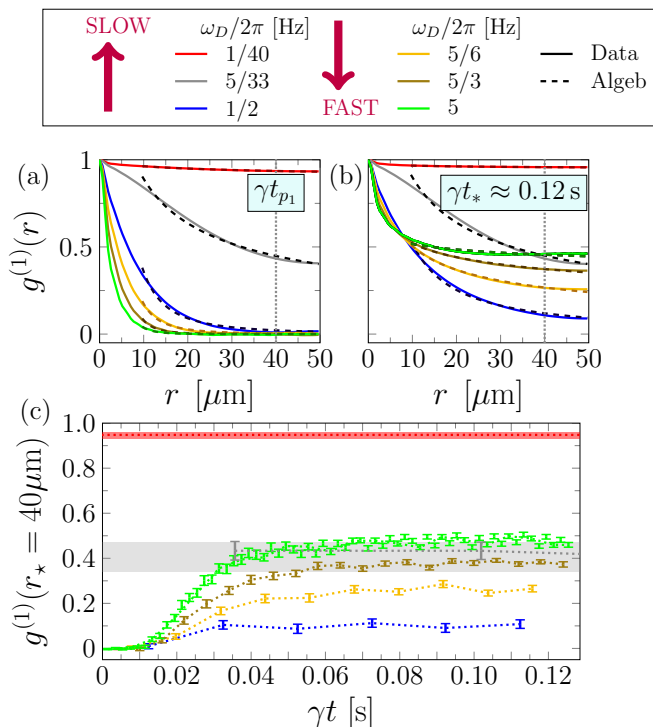 SLOW
ω_D/2π [Hz]
1/40
5/33
1/2
FAST
ω_D/2π [Hz]
5/6
5/3
5
Data
Algeb
(a)
γt_{p_1}
g^{(1)}(r)
1
0.5
0
0 10 20 30 40 50
r [μm]
(b)
γt_* ≈ 0.12 s
0 10 20 30 40 50
r [μm]
(c)
g^{(1)}(r_⋆ = 40μm)
1.0
0.8
0.6
0.4
0.2
0
0 0.02 0.04 0.06 0.08 0.10 0.12
γt [s]